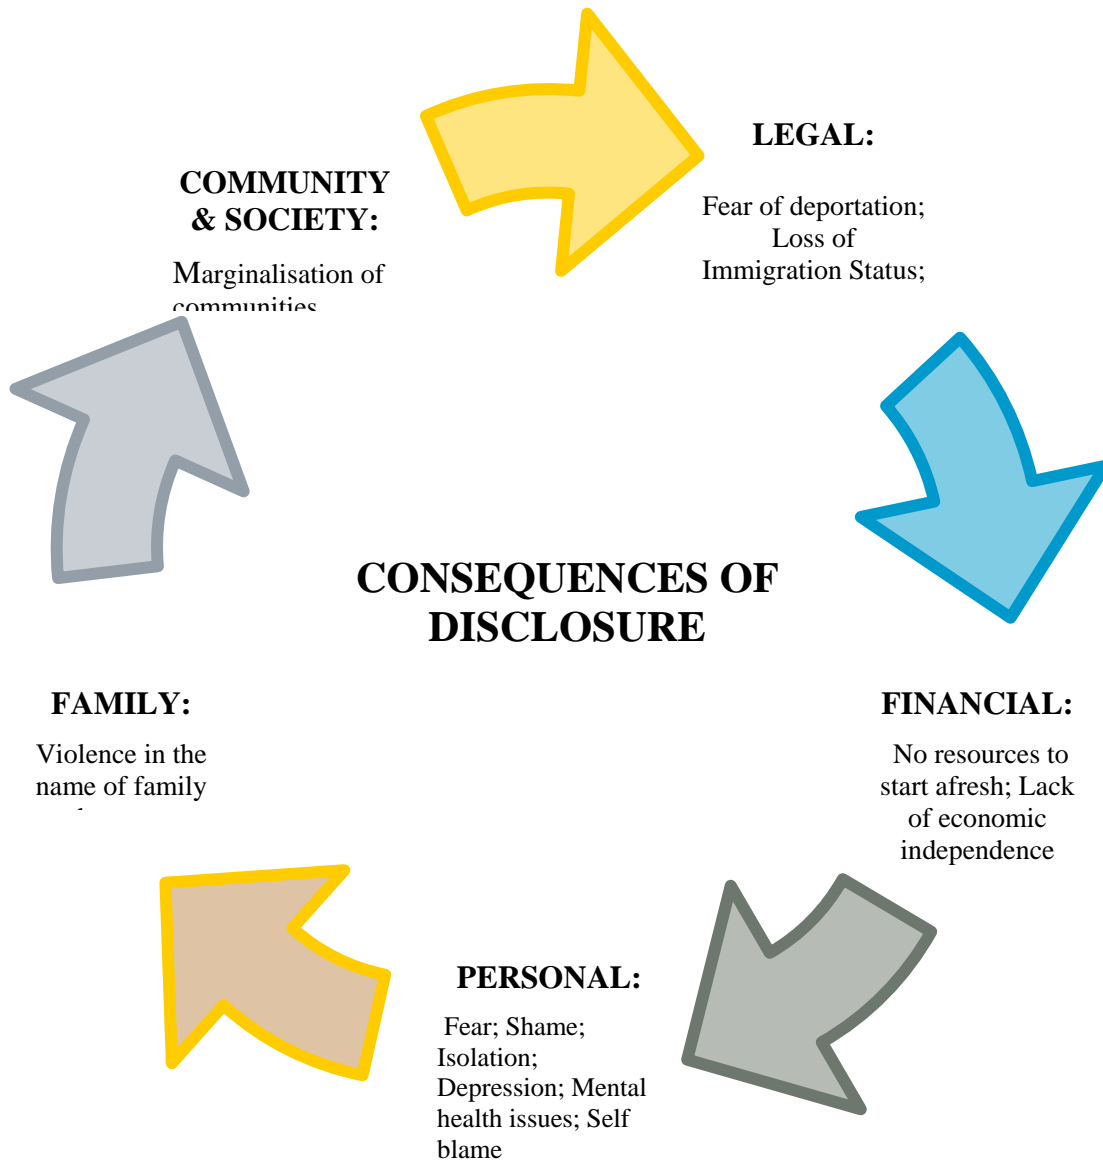 LEGAL:
Fear of deportation;
Loss of
Immigration Status;
COMMUNITY
& SOCIETY:
Marginalisation of
communities
CONSEQUENCES OF
DISCLOSURE
FAMILY:
Violence in the
name of family
FINANCIAL:
No resources to
start afresh; Lack
of economic
independence
PERSONAL:
Fear; Shame;
Isolation;
Depression; Mental
health issues; Self
blame